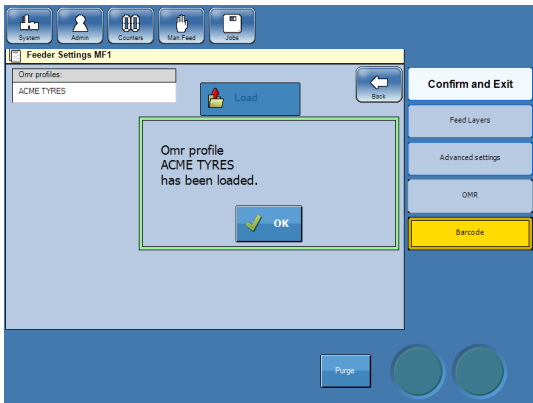 System
Admin
Counters
Man.Feed
Jobs
Feeder Settings MF1
Omr profiles:
ACME TYRES
Load
Back
Omr profile
ACME TYRES
has been loaded.
OK
Confirm and Exit
Feed Layers
Advanced settings
OMR
Barcode
Purge